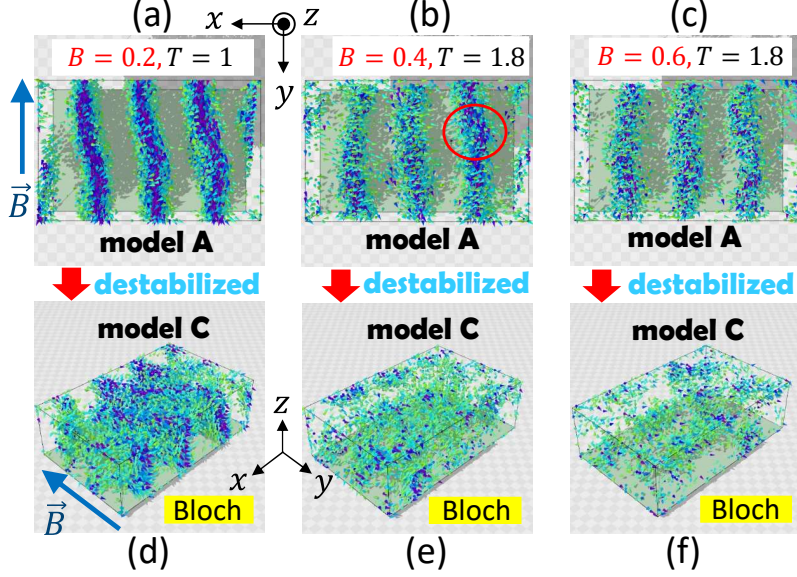 (a) (b) (c)
x z
y
B = 0.2, T = 1
B = 0.4, T = 1.8
B = 0.6, T = 1.8
B⃗
model A model A model A
destabilized destabilized destabilized
model C model C model C
z
x y
B⃗
Bloch Bloch Bloch
(d) (e) (f)